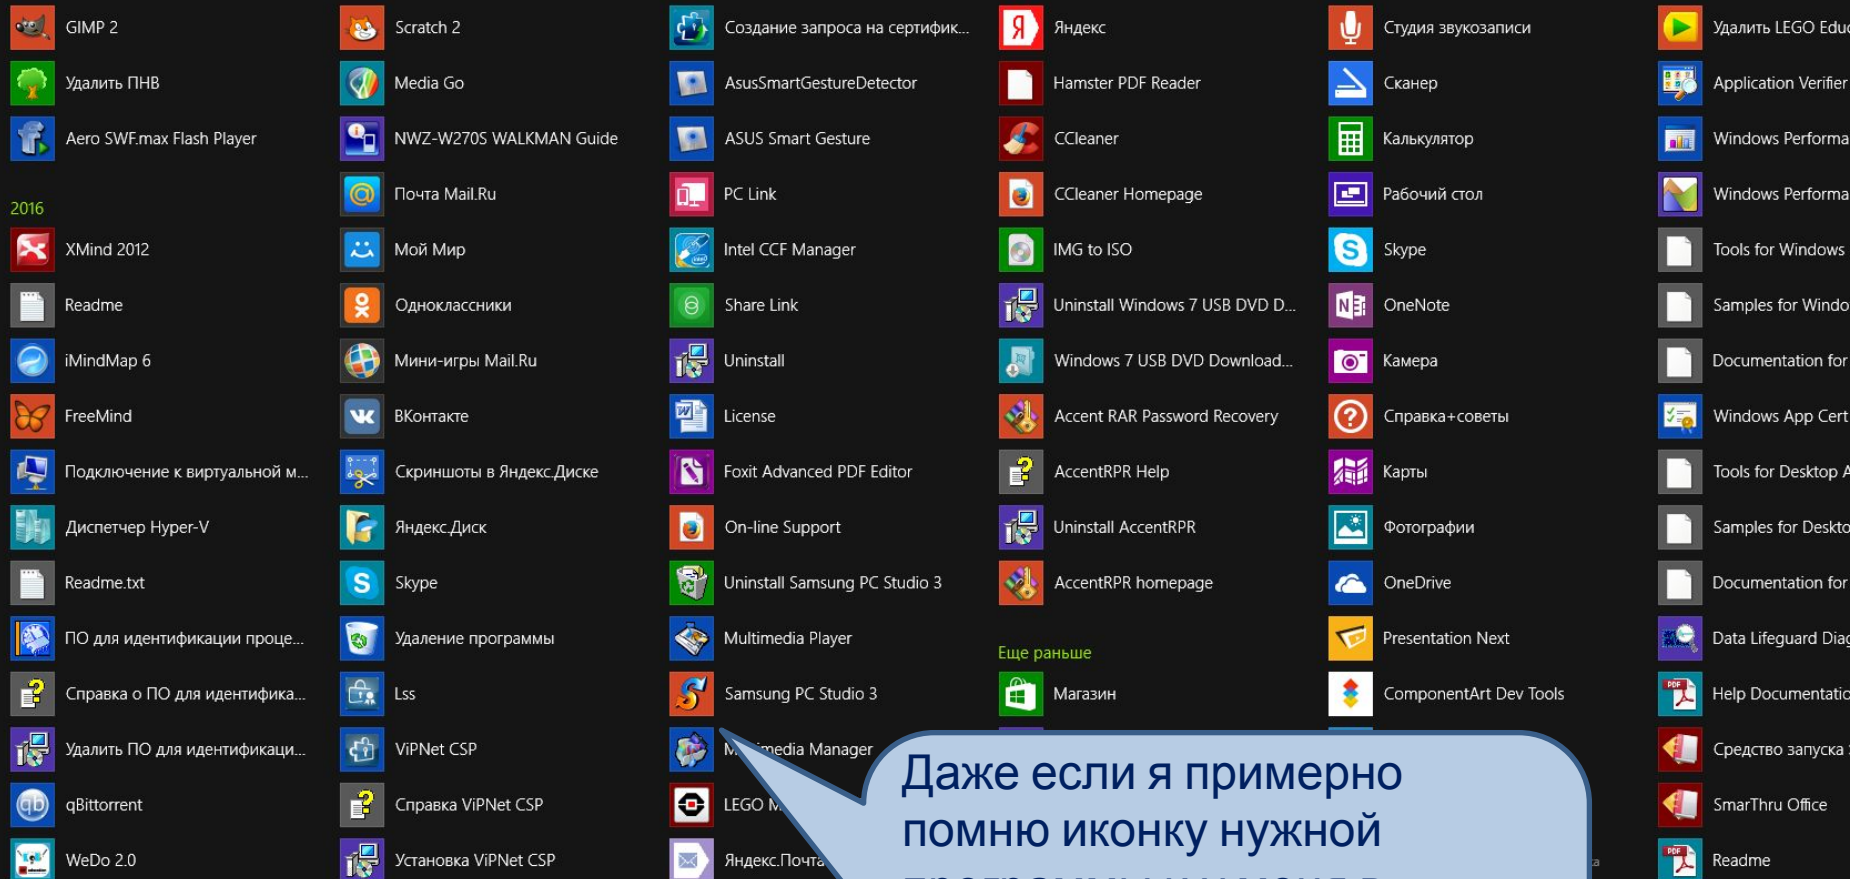 GIMP 2
Удалить ПНВ
Aero SWF.max Flash Player
2016
XMind 2012
Readme
iMindMap 6
FreeMind
Подключение к виртуальной м...
Диспетчер Hyper-V
Readme.txt
ПО для идентификации проце...
Справка о ПО для идентифика...
Удалить ПО для идентификаци...
qBittorrent
WeDo 2.0
Scratch 2
Media Go
NWZ-W270S WALKMAN Guide
Почта Mail.Ru
Мой Мир
Одноклассники
Мини-игры Mail.Ru
ВКонтакте
Скриншоты в Яндекс.Диске
Яндекс.Диск
Skype
Удаление программы
Lss
ViPNet CSP
Справка ViPNet CSP
Установка ViPNet CSP
Создание запроса на сертифик...
AsusSmartGestureDetector
ASUS Smart Gesture
PC Link
Intel CCF Manager
Share Link
Uninstall
License
Foxit Advanced PDF Editor
On-line Support
Uninstall Samsung PC Studio 3
Multimedia Player
Samsung PC Studio 3
Manager
LEGO
Яндекс.Почта
Яндекс
Hamster PDF Reader
CCleaner
CCleaner Homepage
IMG to ISO
Uninstall Windows 7 USB DVD D...
Windows 7 USB DVD Download...
Accent RAR Password Recovery
AccentRPR Help
Uninstall AccentRPR
AccentRPR homepage
Еще раньше
Магазин
Студия звукозаписи
Сканер
Калькулятор
Рабочий стол
Skype
OneNote
Камера
Справка+советы
Карты
Фотографии
OneDrive
Presentation Next
ComponentArt Dev Tools
Удалить LEGO Educ
Application Verifier
Windows Performa
Windows Performa
Tools for Windows
Samples for Windo
Documentation for
Windows App Cert
Tools for Desktop A
Samples for Deskto
Documentation for
Data Lifeguard Diag
Help Documentatio
Средство запуска
SmarThru Office
Readme
Даже если я примерно
помню иконку нужной